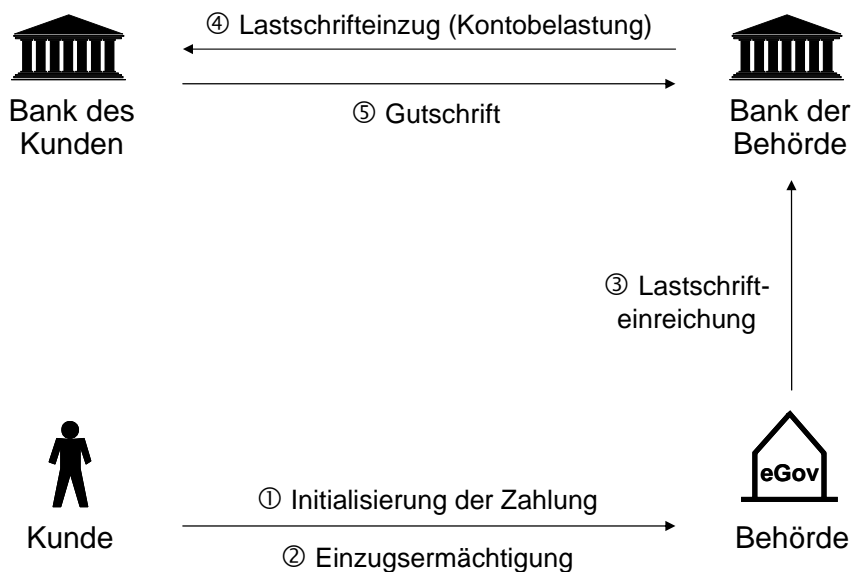 ④ Lastschrifteinzug (Kontobelastung)
Bank des
Kunden
⑤ Gutschrift
Bank der
Behörde
③ Lastschrift-
einreichung
eGov
① Initialisierung der Zahlung
Kunde
Behörde
② Einzugsermächtigung